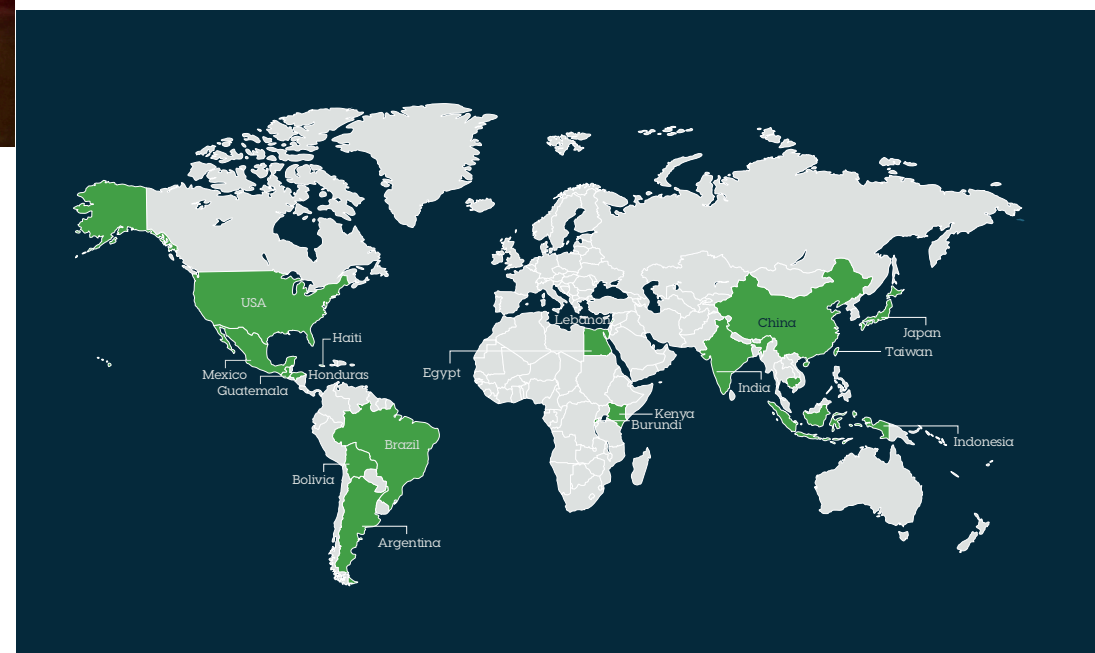 USA
Lebanon
China
Haiti
Japan
Taiwan
Mexico
Honduras
Egypt
Guatemala
India
Kenya
Burundi
Brazil
Indonesia
Bolivia
Argentina